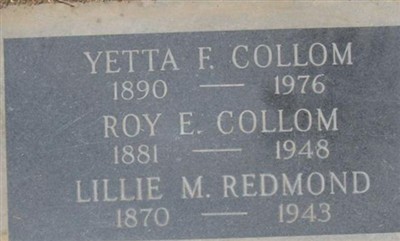 YETTA F. COLLOM
1890 — 1976
ROY E. COLLOM
1881 — 1948
LILLIE M. REDMOND
1870 — 1943